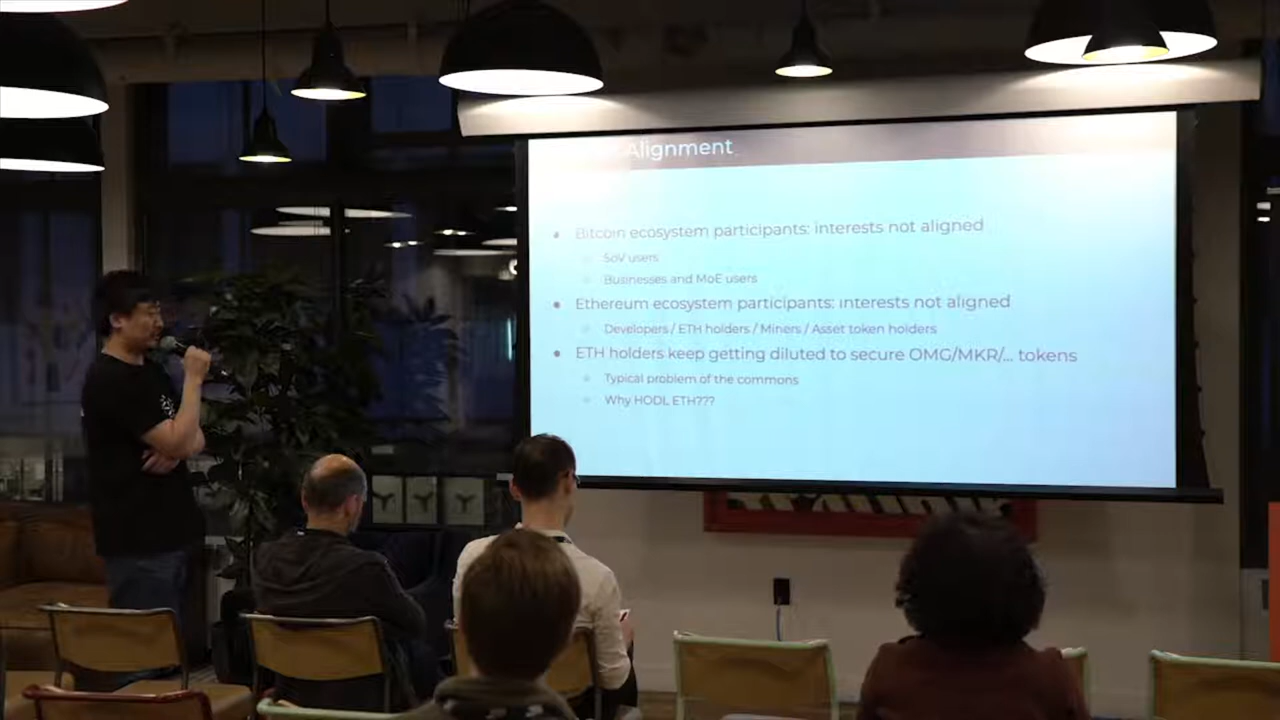 Alignment
Bitcoin ecosystem participants: interests not aligned
SoV users
Businesses and MoE users
Ethereum ecosystem participants: interests not aligned
Developers / ETH holders / Miners / Asset token holders
ETH holders keep getting diluted to secure OMG/MKR/... tokens
Typical problem of the commons
Why HODL ETH???